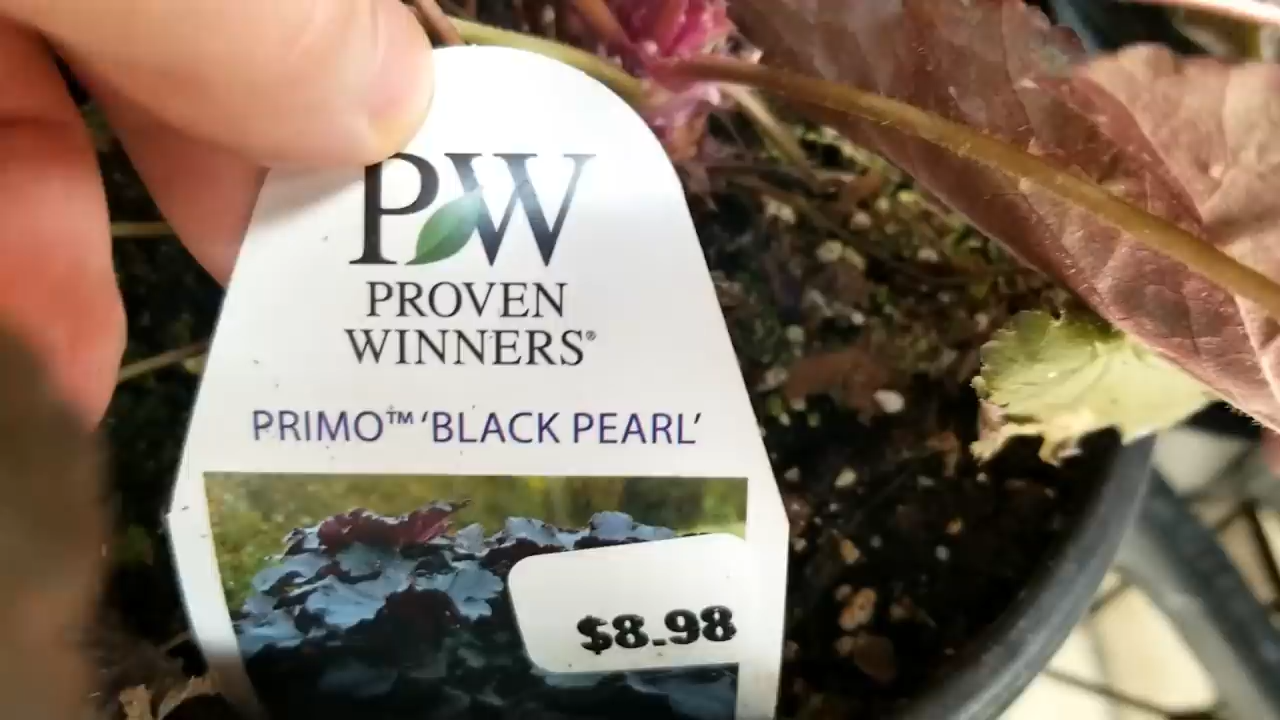 PW
PROVEN
WINNERS®
PRIMO™ ‘BLACK PEARL’
$8.98